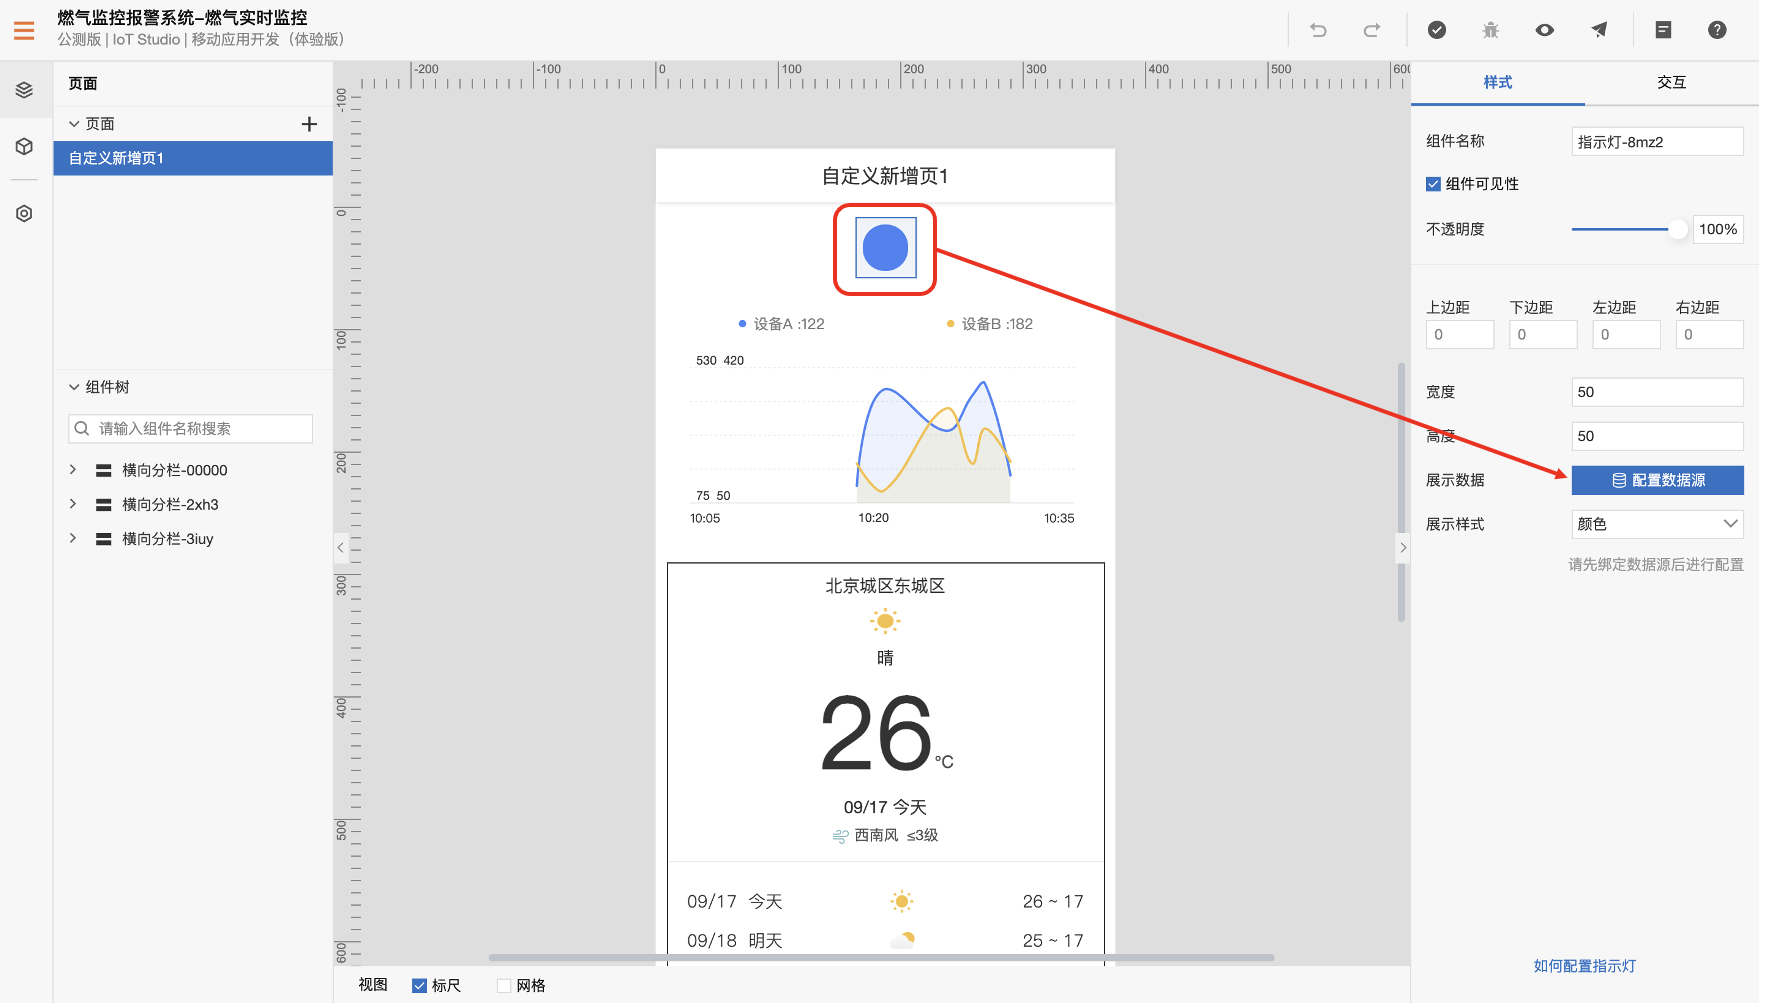 燃气监控报警系统-燃气实时监控
公测版 | IoT Studio | 移动应用开发（体验版）
页面
页面
自定义新增页1
组件树
请输入组件名称搜索
横向分栏-00000
横向分栏-2xh3
横向分栏-3iuy
-200 -100 0 100 200 300 400 500 600
-100
0
100
200
300
400
500
600
自定义新增页1
设备A :122 设备B :182
530 420
75 50
10:05 10:20 10:35
北京城区东城区
晴
26 °C
09/17 今天
西南风 ≤3级
09/17 今天 26 ~ 17
09/18 明天 25 ~ 17
视图 标尺 网格
样式 交互
组件名称 指示灯-8mz2
组件可见性
不透明度 100%
上边距 下边距 左边距 右边距
0 0 0 0
宽度 50
高度 50
展示数据 配置数据源
展示样式 颜色
请先绑定数据源后进行配置
如何配置指示灯